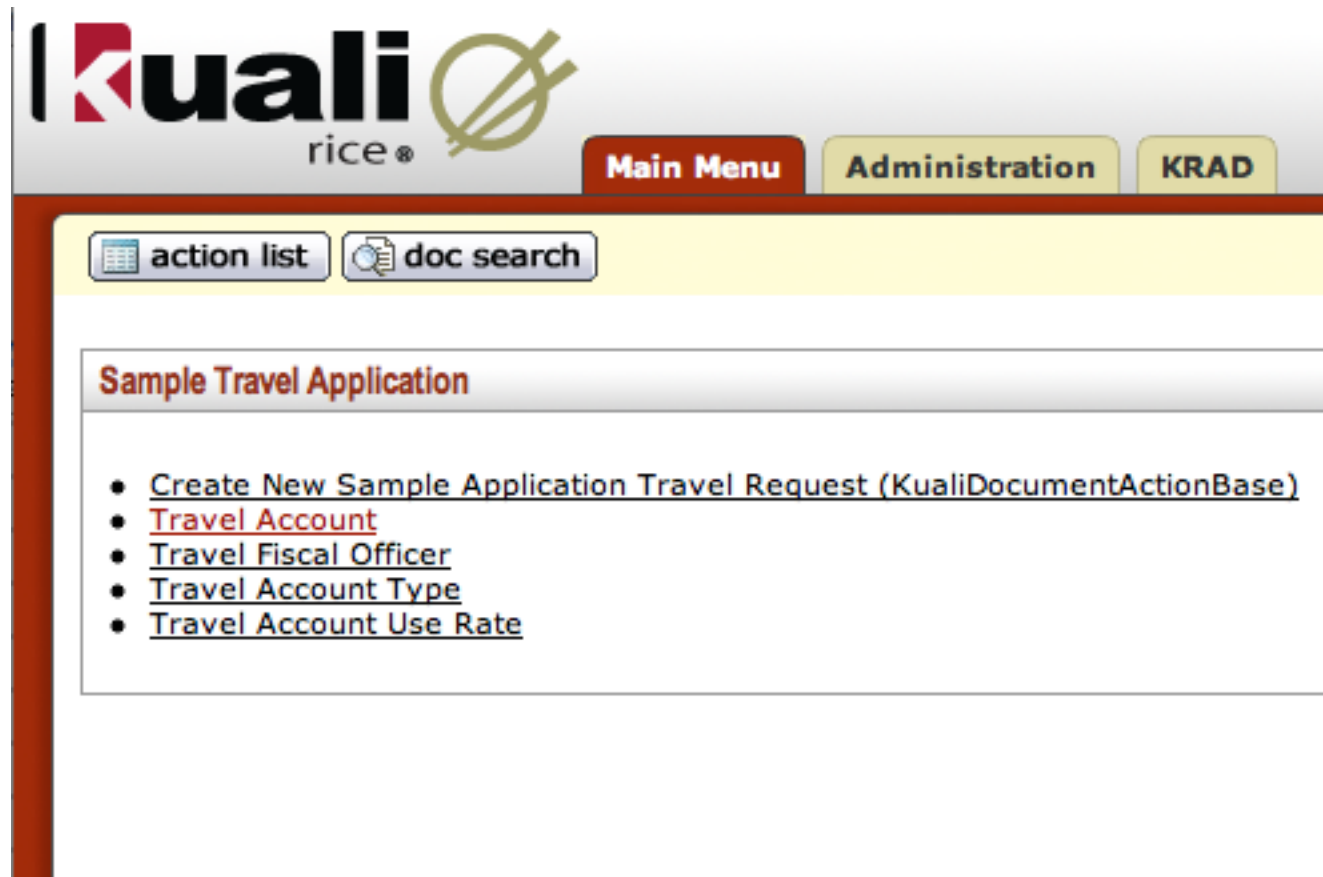 kuali
rice®
Main Menu Administration KRAD
action list doc search
Sample Travel Application
Create New Sample Application Travel Request (KualiDocumentActionBase)
Travel Account
Travel Fiscal Officer
Travel Account Type
Travel Account Use Rate